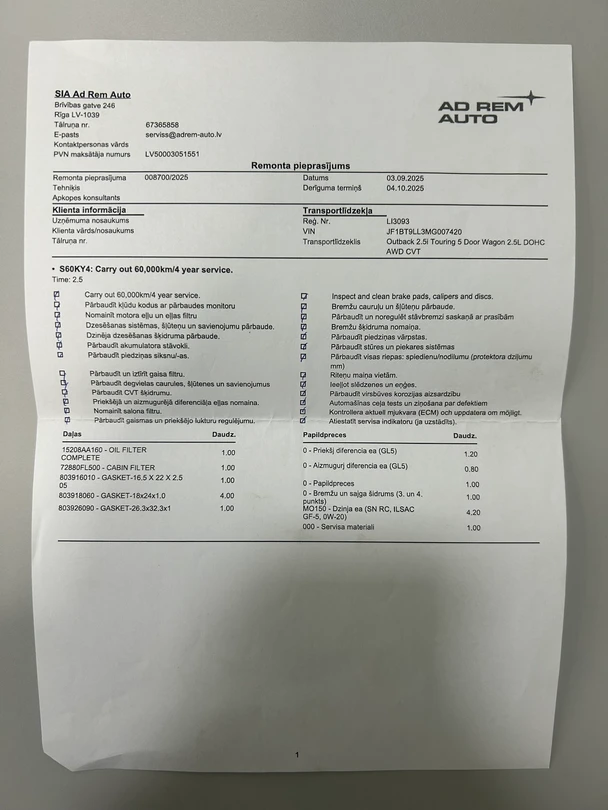 SIA Ad Rem Auto
Brīvības gatve 246
Rīga LV-1039
Tālruņa nr. 67365858
E-pasts serviss@adrem-auto.lv
Kontaktpersonas vārds
PVN maksātāja numurs LV50003051551
AD REM
AUTO
Remonta pieprasījums
Remonta pieprasījuma 008700/2025
Tehniķis
Apkopes konsultants
Datums 03.09.2025
Derīguma termiņš 04.10.2025
Klienta informācija
Uzņēmuma nosaukums
Klienta vārds/nosaukums
Tālruņa nr.
Transportlīdzekļa
Reģ. Nr. LI3093
VIN JF1BT9LL3MG007420
Transportlīdzeklis Outback 2.5i Touring 5 Door Wagon 2.5L DOHC
AWD CVT
• S60KY4: Carry out 60,000km/4 year service.
Time: 2.5
Carry out 60,000km/4 year service.
Pārbaudīt kļūdu kodus ar pārbaudes monitoru
Nomainīt motora eļļu un eļļas filtru
Dzesēšanas sistēmas, šļūteņu un savienojumu pārbaude.
Dzinēja dzesēšanas šķidruma pārbaude.
Pārbaudīt akumulatora stāvokli.
Pārbaudīt piedziņas siksnu/-as.
Pārbaudīt un iztīrīt gaisa filtru.
Pārbaudīt degvielas caurules, šļūtenes un savienojumus
Pārbaudīt CVT šķidrumu.
Priekšējā un aizmugurējā diferenciāļa eļļas nomaiņa.
Nomainīt salona filtru.
Pārbaudīt gaismas un priekšējo lukturu regulējumu.
Inspect and clean brake pads, calipers and discs.
Pārbaudīt bremžu cauruļu un šļūteņu pārbaude.
Pārbaudīt un noregulēt stāvbremzi saskaņā ar prasībām
Bremžu šķidruma nomaiņa.
Pārbaudīt piedziņas vārpstas.
Pārbaudīt stūres un piekares sistēmas
Pārbaudīt visas riepas: spiedienu/nodilumu (protektora dziļumu
mm)
Riteņu maiņa vietām.
Ieeļļot slēdzenes un eņģes.
Pārbaudīt virsbūves korozijas aizsardzību
Automašīnas ceļa tests un ziņošana par defektiem
Kontrollera aktuell mjukvara (ECM) och uppdatera om möjligt.
Atiestatīt servisa indikatoru (ja uzstādīts).
Daļas Daudz.
15208AA160 - OIL FILTER
COMPLETE 1.00
72880FL500 - CABIN FILTER 1.00
803916010 - GASKET-16.5 X 22 X 2.5
05 1.00
803918060 - GASKET-18x24x1.0 4.00
803926090 - GASKET-26.3x32.3x1 1.00
Papildpreces Daudz.
0 - Priekšj diferencia ea (GL5) 1.20
0 - Aizmugurj diferencia ea (GL5) 0.80
0 - Papildpreces 1.00
0 - Bremžu un sajga šidrums (3. un 4.
punkts) 1.00
MO150 - Dzinja ea (SN RC, ILSAC
GF-5, 0W-20) 4.20
000 - Servisa materiali 1.00
1